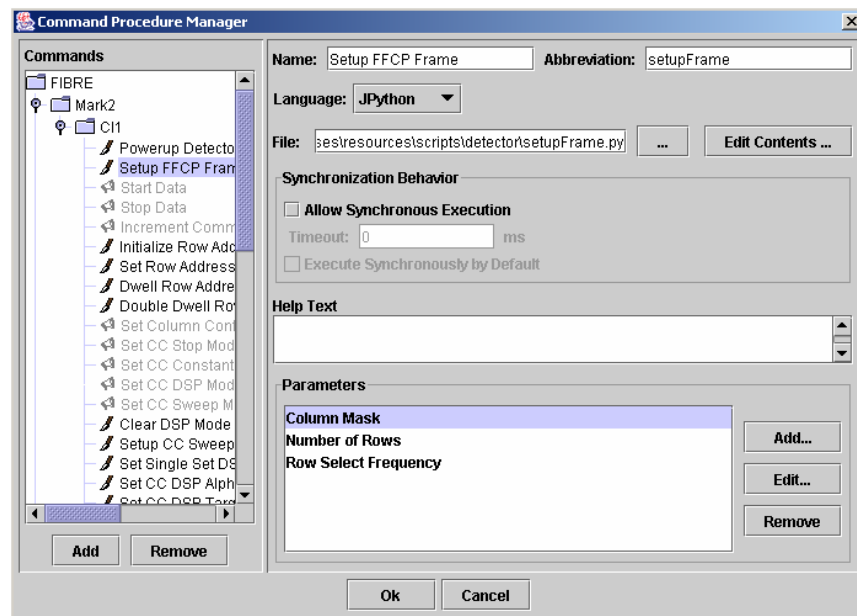 Command Procedure Manager
Commands
FIBRE
Mark2
CI1
Powerup Detecto
Setup FFCP Fram
Start Data
Stop Data
Increment Comm
Initialize Row Adc
Set Row Address
Dwell Row Addre
Double Dwell Ro
Set Column Cont
Set CC Stop Mod
Set CC Constant
Set CC DSP Mod
Set CC Sweep M
Clear DSP Mode
Setup CC Sweep
Set Single Set DS
Set CC DSP Alph
Set CC DSP Targ
Add Remove
Name: Setup FFCP Frame Abbreviation: setupFrame
Language: JPython
File: ses\resources\scripts\detector\setupFrame.py ... Edit Contents ...
Synchronization Behavior
Allow Synchronous Execution
Timeout: 0 ms
Execute Synchronously by Default
Help Text
Parameters
Column Mask
Number of Rows
Row Select Frequency
Add...
Edit...
Remove
Ok Cancel